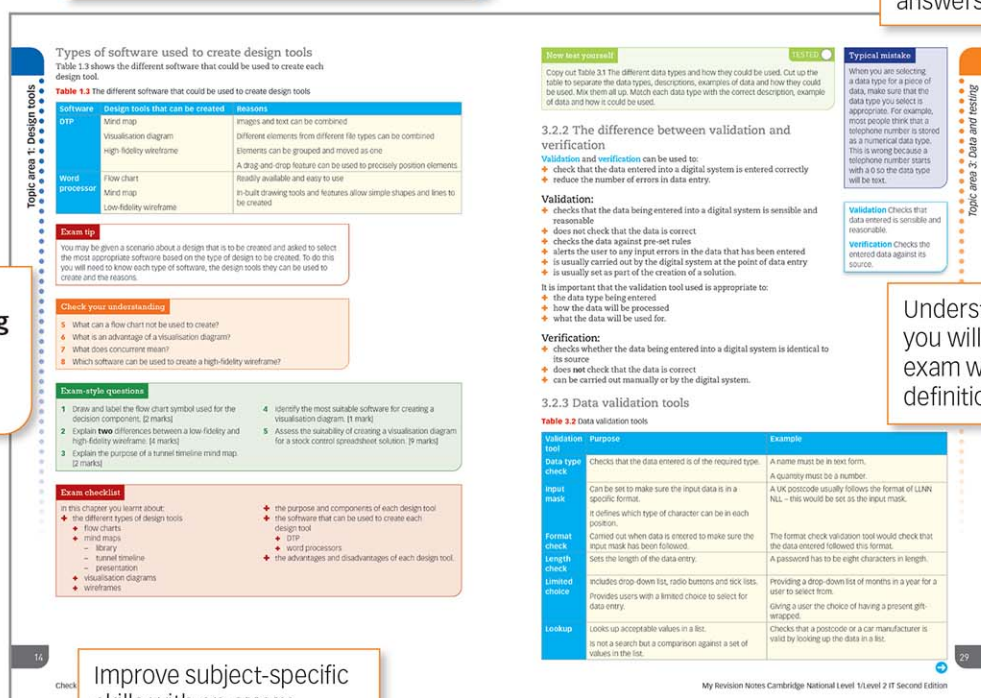 answers
Topic area 1: Design tools
Types of software used to create design tools
Table 1.3 shows the different software that could be used to create each
design tool.
Table 1.3 The different software that could be used to create design tools
Software Design tools that can be created Reasons
DTP Mind map Images and text can be combined
Visualisation diagram Different elements from different file types can be combined
High-fidelity wireframe Elements can be grouped and moved as one
A drag-and-drop feature can be used to precisely position elements.
Word processor Flow chart Readily available and easy to use
Mind map In-built drawing tools and features allow simple shapes and lines to
be created
Low-fidelity wireframe
Exam tip
You may be given a scenario about a design that is to be created and asked to select
the most appropriate software based on the type of design to be created. To do this
you will need to know each type of software, the design tools they can be used to
create and the reasons.
Check your understanding
5 What can a flow chart not be used to create?
6 What is an advantage of a visualisation diagram?
7 What does concurrent mean?
8 Which software can be used to create a high-fidelity wireframe?
Exam-style questions
1 Draw and label the flow chart symbol used for the
decision component. [2 marks]
2 Explain two differences between a low-fidelity and
high-fidelity wireframe. [4 marks]
3 Explain the purpose of a tunnel timeline mind map.
[2 marks]
4 Identify the most suitable software for creating a
visualisation diagram. [1 mark]
5 Assess the suitability of creating a visualisation diagram
for a stock control spreadsheet solution. [9 marks]
Exam checklist
In this chapter you learnt about:
+ the different types of design tools
+ flow charts
+ mind maps
– library
– tunnel timeline
– presentation
+ visualisation diagrams
+ wireframes
+ the purpose and components of each design tool
+ the software that can be used to create each
design tool
+ DTP
+ word processors
+ the advantages and disadvantages of each design tool.
14
Check
g
Improve subject-specific
Now test yourself TESTED
Copy out Table 3.1 The different data types and how they could be used. Cut up the
table to separate the data types, descriptions, examples of data and how they could
be used. Mix them all up. Match each data type with the correct description, example
of data and how it could be used.
3.2.2 The difference between validation and
verification
Validation and verification can be used to:
+ check that the data entered into a digital system is entered correctly
+ reduce the number of errors in data entry.
Validation:
+ checks that the data being entered into a digital system is sensible and
reasonable
+ does not check that the data is correct
+ checks the data against pre-set rules
+ alerts the user to any input errors in the data that has been entered
+ is usually carried out by the digital system at the point of data entry
+ is usually set as part of the creation of a solution.
It is important that the validation tool used is appropriate to:
+ the data type being entered
+ how the data will be processed
+ what the data will be used for.
Verification:
+ checks whether the data being entered into a digital system is identical to
its source
+ does not check that the data is correct
+ can be carried out manually or by the digital system.
3.2.3 Data validation tools
Table 3.2 Data validation tools
Validation tool Purpose Example
Data type check Checks that the data entered is of the required type. A name must be in text form.
A quantity must be a number.
Input mask Can be set to make sure the input data is in a
specific format.
It defines which type of character can be in each
position.
A UK postcode usually follows the format of LLNN
NLL – this would be set as the input mask.
Format check Carried out when data is entered to make sure the
input mask has been followed.
The format check validation tool would check that
the data entered followed this format.
Length check Sets the length of the data entry. A password has to be eight characters in length.
Limited choice Includes drop-down list, radio buttons and tick lists.
Provides users with a limited choice to select for
data entry.
Providing a drop-down list of months in a year for a
user to select from.
Giving a user the choice of having a present gift-
wrapped.
Lookup Looks up acceptable values in a list.
Is not a search but a comparison against a set of
values in the list.
Checks that a postcode or a car manufacturer is
valid by looking up the data in a list.
Typical mistake
When you are selecting
a data type for a piece of
data, make sure that the
data type you select is
appropriate. For example,
most people think that a
telephone number is stored
as a numerical data type.
This is wrong because a
telephone number starts
with a 0 so the data type
will be text.
Validation Checks that
data entered is sensible and
reasonable.
Verification Checks the
entered data against its
source.
Topic area 3: Data and testing
Underst
you will
exam w
definitio
29
My Revision Notes Cambridge National Level 1/Level 2 IT Second Edition